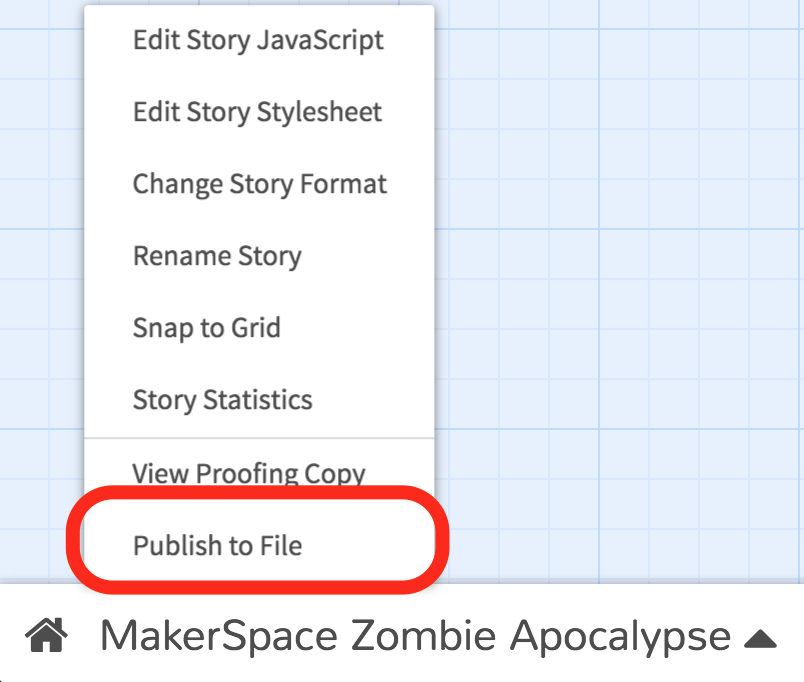 Edit Story JavaScript
Edit Story Stylesheet
Change Story Format
Rename Story
Snap to Grid
Story Statistics
View Proofing Copy
Publish to File
MakerSpace Zombie Apocalypse